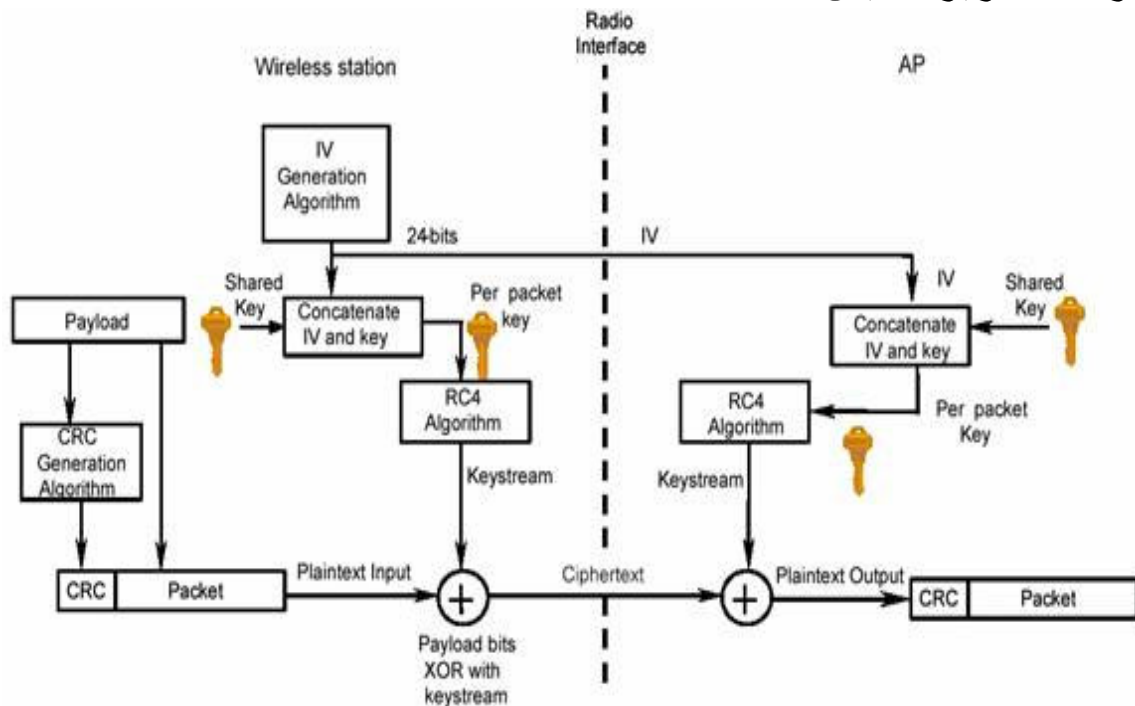 Radio
Interface
Wireless station
AP
IV
Generation
Algorithm
24-bits
IV
Shared
Key
Concatenate
IV and key
Per packet
key
IV
Shared
Key
Payload
Concatenate
IV and key
RC4
Algorithm
RC4
Algorithm
Per packet
Key
CRC
Generation
Algorithm
Keystream
Keystream
CRC
Packet
Plaintext Input
Ciphertext
Plaintext Output
CRC
Packet
Payload bits
XOR with
keystream